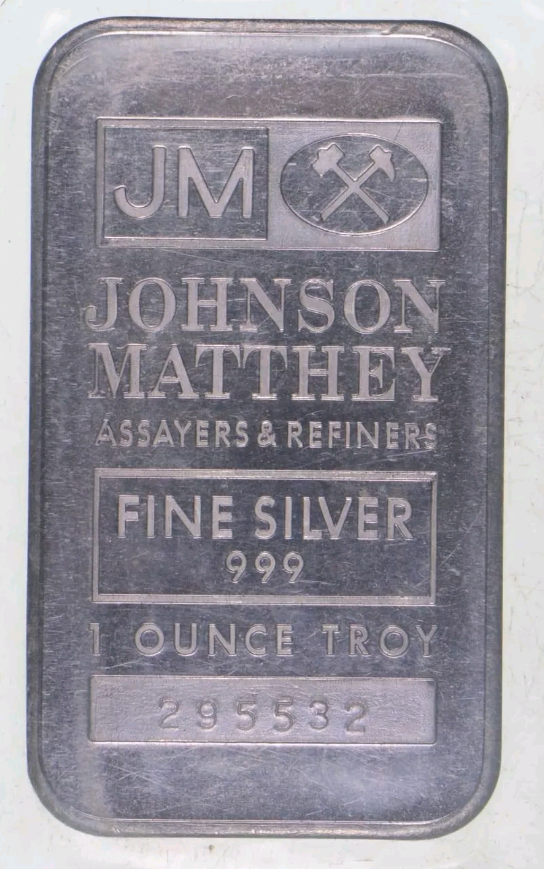 JM
JOHNSON
MATTHEY
ASSAYERS & REFINERS
FINE SILVER
999
1 OUNCE TROY
295532